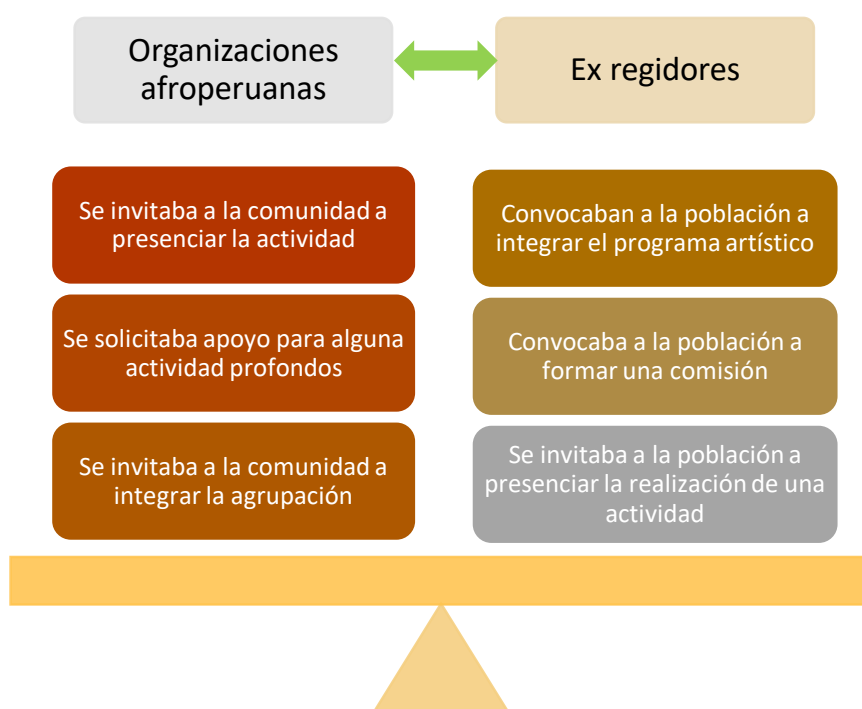 Organizaciones
afroperuanas
Ex regidores
Se invitaba a la comunidad a
presenciar la actividad
Se solicitaba apoyo para alguna
actividad profondos
Se invitaba a la comunidad a
integrar la agrupación
Convocaban a la población a
integrar el programa artístico
Convocaba a la población a
formar una comisión
Se invitaba a la población a
presenciar la realización de una
actividad